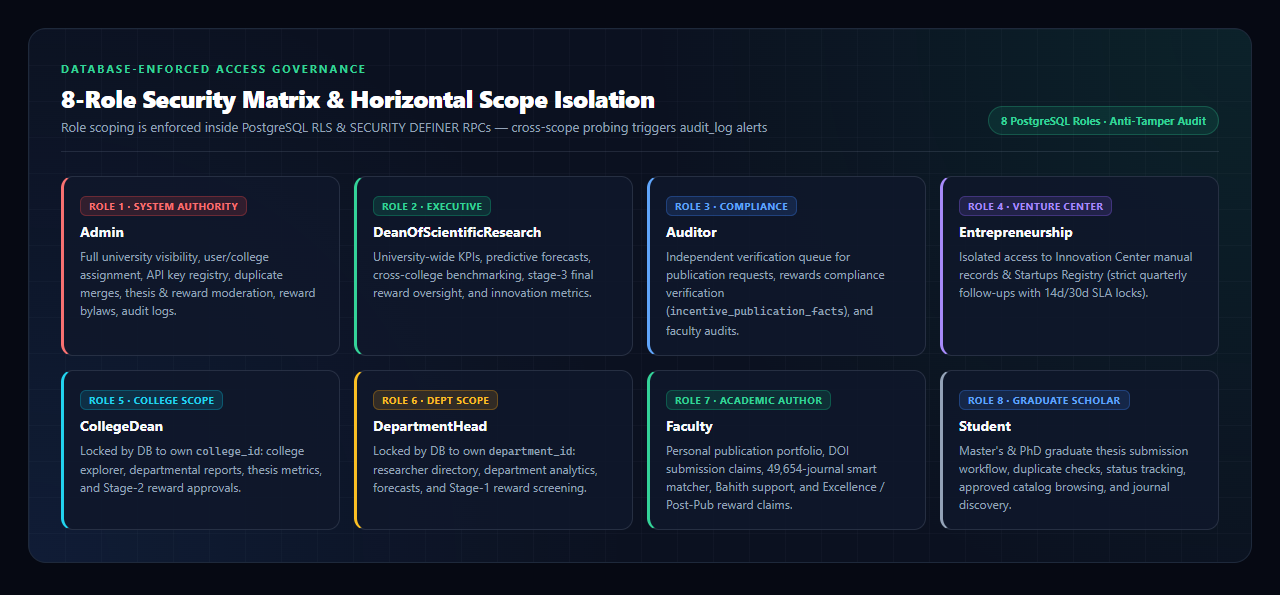 DATABASE-ENFORCED ACCESS GOVERNANCE
8-Role Security Matrix & Horizontal Scope Isolation
Role scoping is enforced inside PostgreSQL RLS & SECURITY DEFINER RPCs — cross-scope probing triggers audit_log alerts
8 PostgreSQL Roles · Anti-Tamper Audit
ROLE 1 · SYSTEM AUTHORITY
Admin
Full university visibility, user/college
assignment, API key registry, duplicate
merges, thesis & reward moderation, reward
bylaws, audit logs.
ROLE 2 · EXECUTIVE
DeanOfScientificResearch
University-wide KPIs, predictive forecasts,
cross-college benchmarking, stage-3 final
reward oversight, and innovation metrics.
ROLE 3 · COMPLIANCE
Auditor
Independent verification queue for
publication requests, rewards compliance
verification
(incentive_publication_facts), and
faculty audits.
ROLE 4 · VENTURE CENTER
Entrepreneurship
Isolated access to Innovation Center manual
records & Startups Registry (strict quarterly
follow-ups with 14d/30d SLA locks).
ROLE 5 · COLLEGE SCOPE
CollegeDean
Locked by DB to own college_id: college
explorer, departmental reports, thesis metrics,
and Stage-2 reward approvals.
ROLE 6 · DEPT SCOPE
DepartmentHead
Locked by DB to own department_id:
researcher directory, department analytics,
forecasts, and Stage-1 reward screening.
ROLE 7 · ACADEMIC AUTHOR
Faculty
Personal publication portfolio, DOI
submission claims, 49,654-journal smart
matcher, Bahith support, and Excellence /
Post-Pub reward claims.
ROLE 8 · GRADUATE SCHOLAR
Student
Master's & PhD graduate thesis submission
workflow, duplicate checks, status tracking,
approved catalog browsing, and journal
discovery.